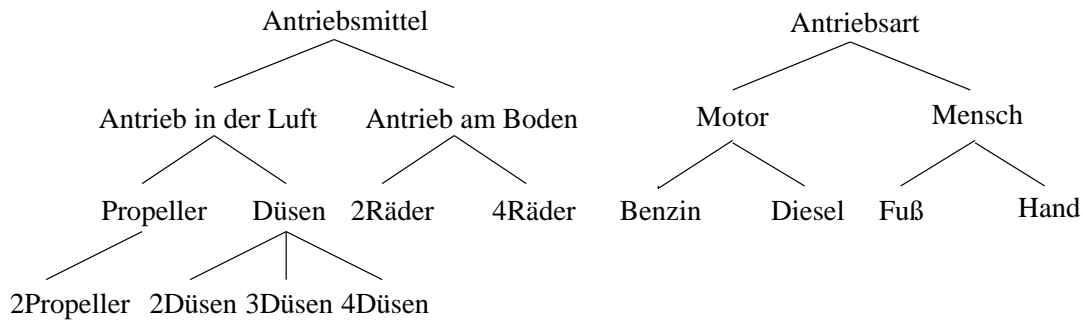 Antriebsmittel Antriebsart
Antrieb in der Luft Antrieb am Boden Motor Mensch
Propeller Düsen 2Räder 4Räder Benzin Diesel Fuß Hand
2Propeller 2Düsen 3Düsen 4Düsen